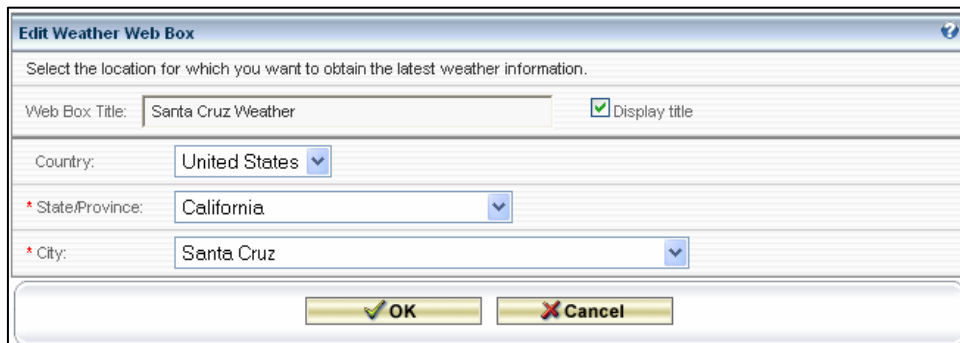 Edit Weather Web Box ?
Select the location for which you want to obtain the latest weather information.
Web Box Title: Santa Cruz Weather Display title
Country: United States
* State/Province: California
* City: Santa Cruz
OK Cancel